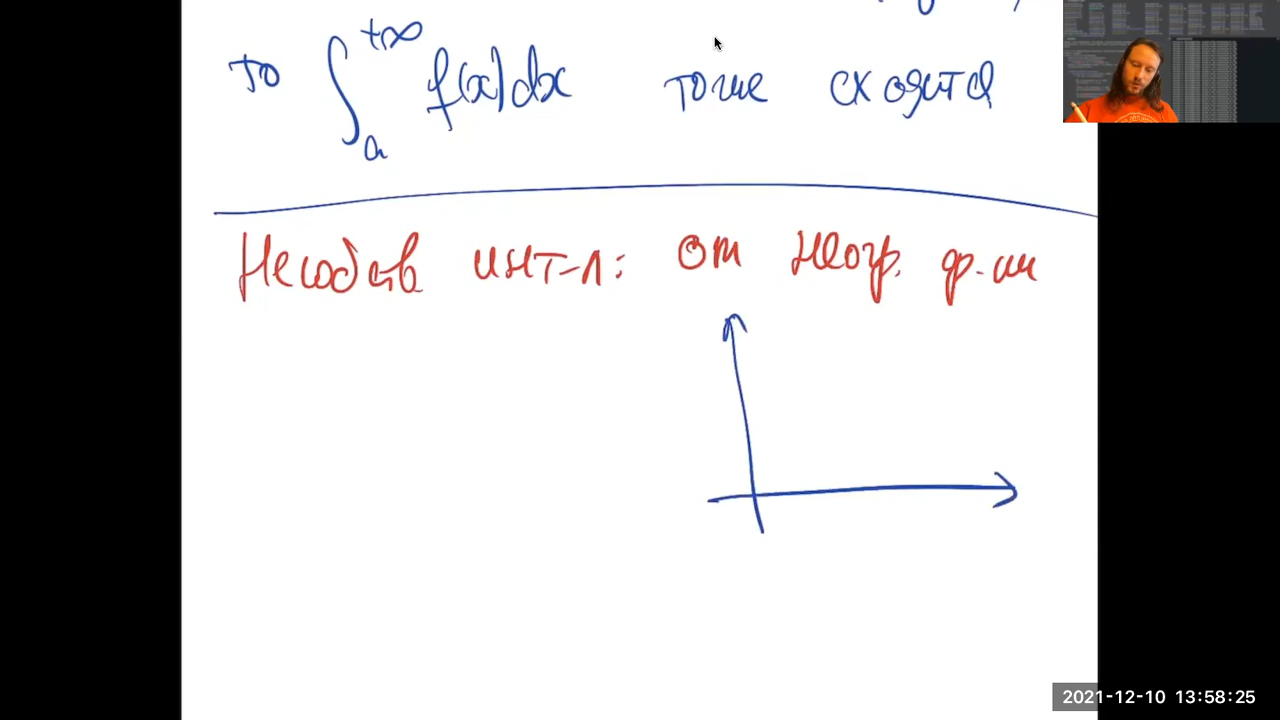 то ∫_a^{+∞} f(x)dx тоже сходится
Несобств инт-л: от неогр. ф-ии
2021-12-10 13:58:25